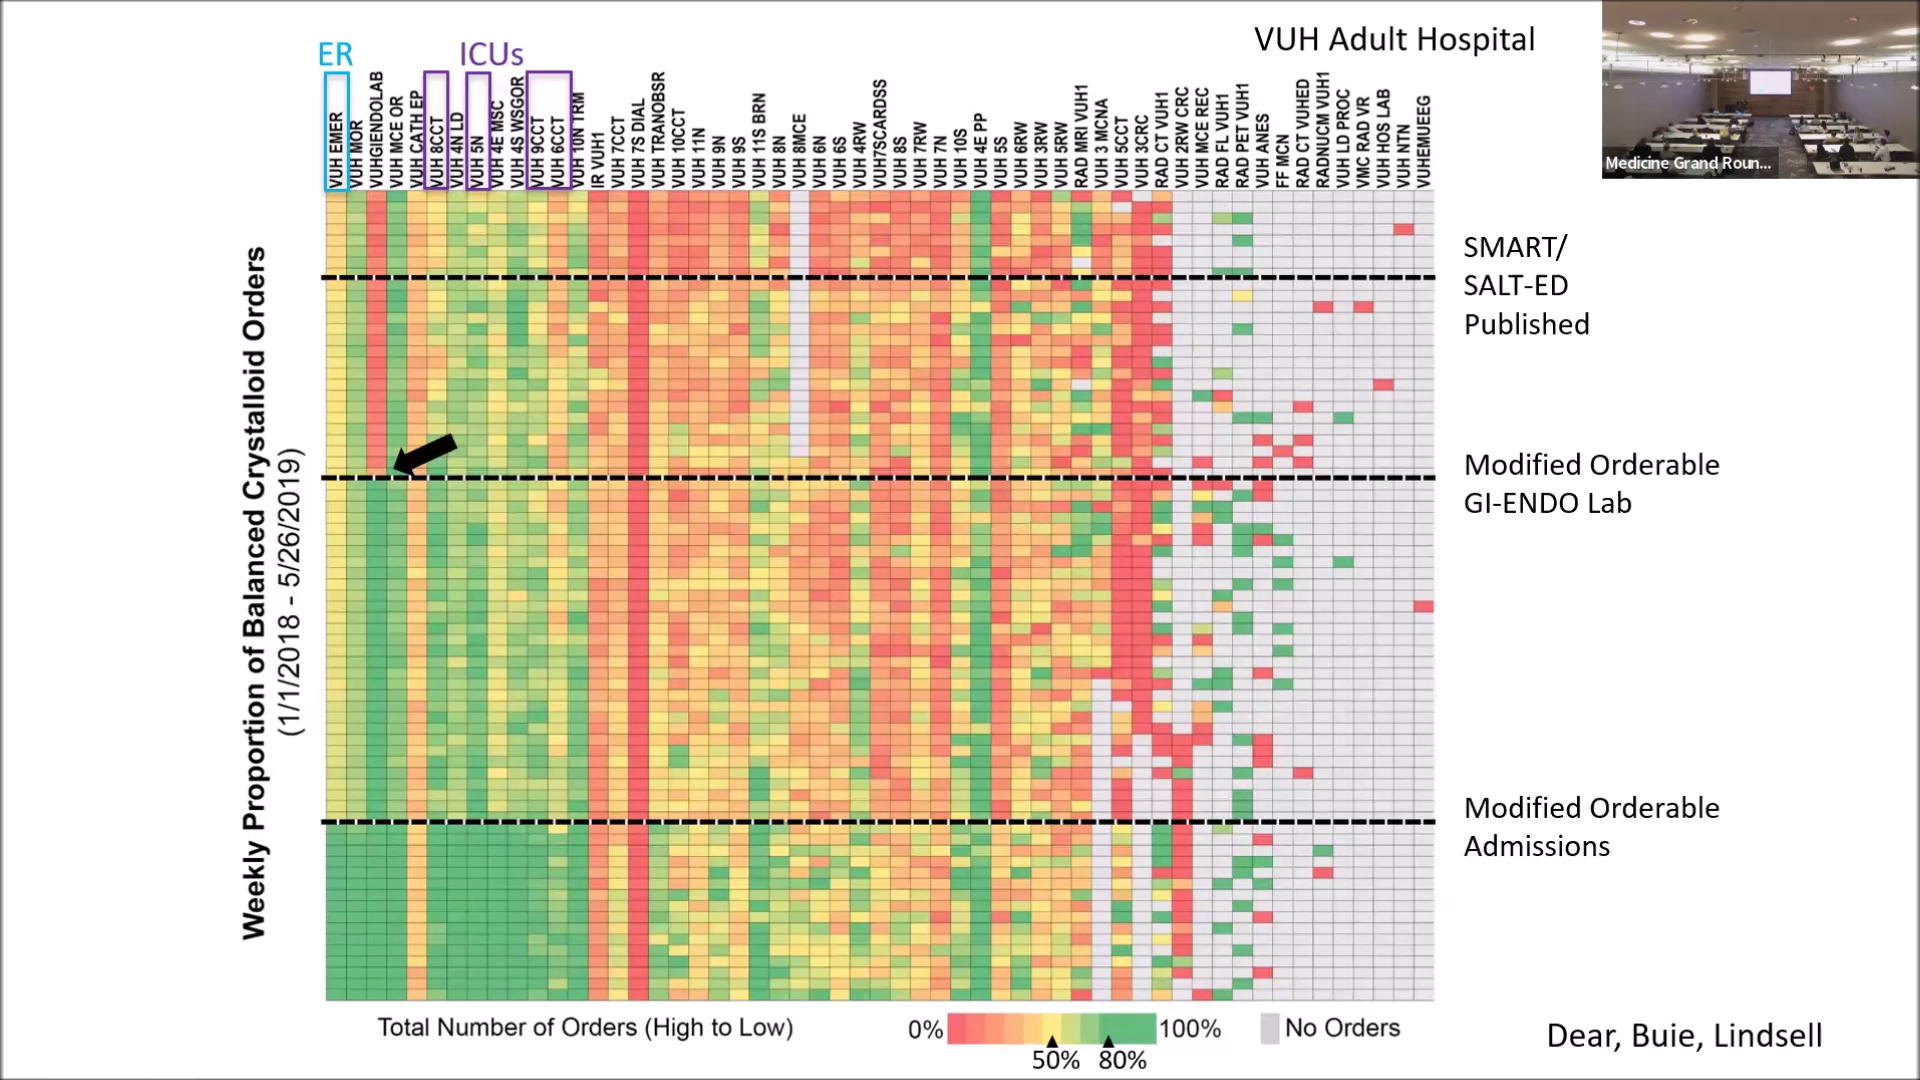 VUH Adult Hospital
ER
ICUs
VUH EMER
VUH MOR
VUHGIENDOLAB
VUH MCE OR
VUH CATH EP
VUH 8CCT
VUH 4N LD
VUH 5N
VUH 4E MSC
VUH 4S WSGOR
VUH 9CCT
VUH 6CCT
VUH 10N TRM
IR VUH1
VUH 7CCT
VUH 7S DIAL
VUH TRANOBSR
VUH 10CCT
VUH 11N
VUH 9N
VUH 9S
VUH 11S BRN
VUH 8N
VUH 8MCE
VUH 6N
VUH 6S
VUH 4RW
VUH7SCARDSS
VUH 8S
VUH 7RW
VUH 7N
VUH 10S
VUH 4E PP
VUH 5S
VUH 6RW
VUH 3RW
VUH 5RW
RAD MRI VUH1
VUH 3 MCNA
VUH 5CCT
VUH 3CRC
RAD CT VUH1
VUH 2RW CRC
VUH MCE REC
RAD FL VUH1
RAD PET VUH1
VUH ANES
FF MCN
RAD CT VUHED
RADNUCM VUH1
VUH LD PROC
VMC RAD VR
VUH HOS LAB
VUH NTN
VUHEMUEEG
Medicine Grand Roun...
Weekly Proportion of Balanced Crystalloid Orders
(1/1/2018 - 5/26/2019)
SMART/
SALT-ED
Published
Modified Orderable
GI-ENDO Lab
Modified Orderable
Admissions
Total Number of Orders (High to Low)
0%
100%
No Orders
50%
80%
Dear, Buie, Lindsell